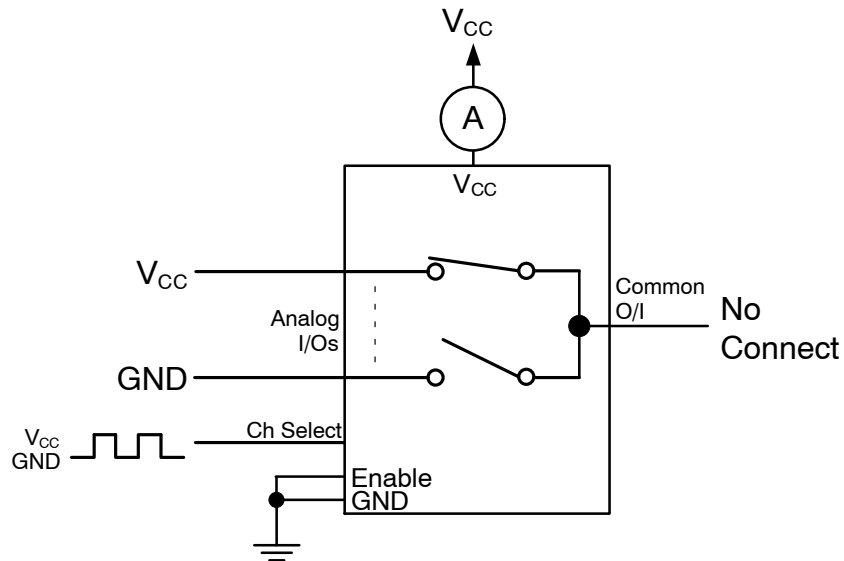 VCC
A
VCC
VCC
Analog
I/Os
Common
O/I
No
Connect
GND
VCC
GND
Ch Select
Enable
GND